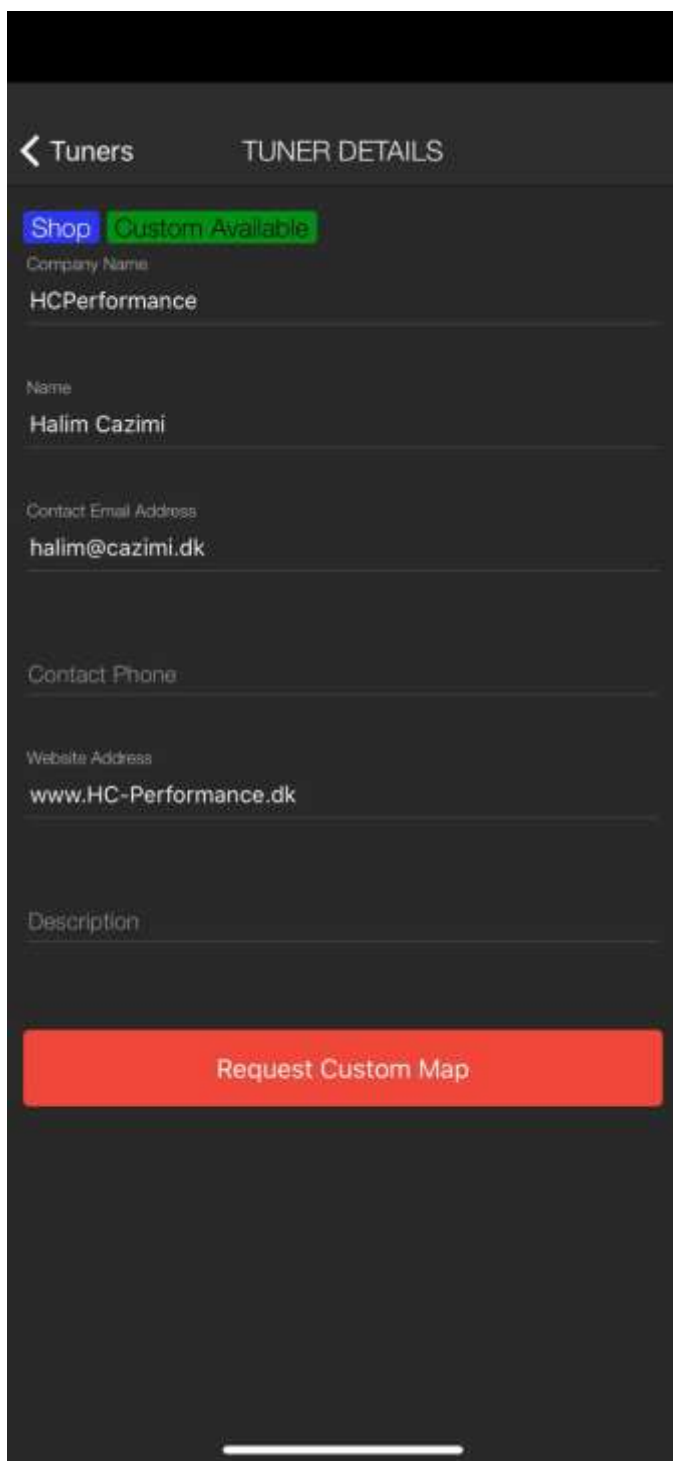 Tuners TUNER DETAILS
Shop Custom Available
Company Name
HCPerformance
Name
Halim Cazimi
Contact Email Address
halim@cazimi.dk
Contact Phone
Website Address
www.HC-Performance.dk
Description
Request Custom Map